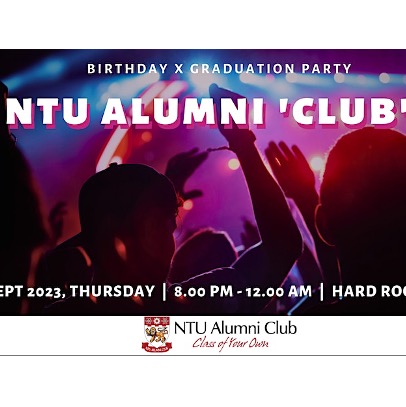 BIRTHDAY X GRADUATION PARTY
NTU ALUMNI 'CLUB'
EPT 2023, THURSDAY | 8.00 PM - 12.00 AM | HARD RO
NTU Alumni Club
Class of Your Own